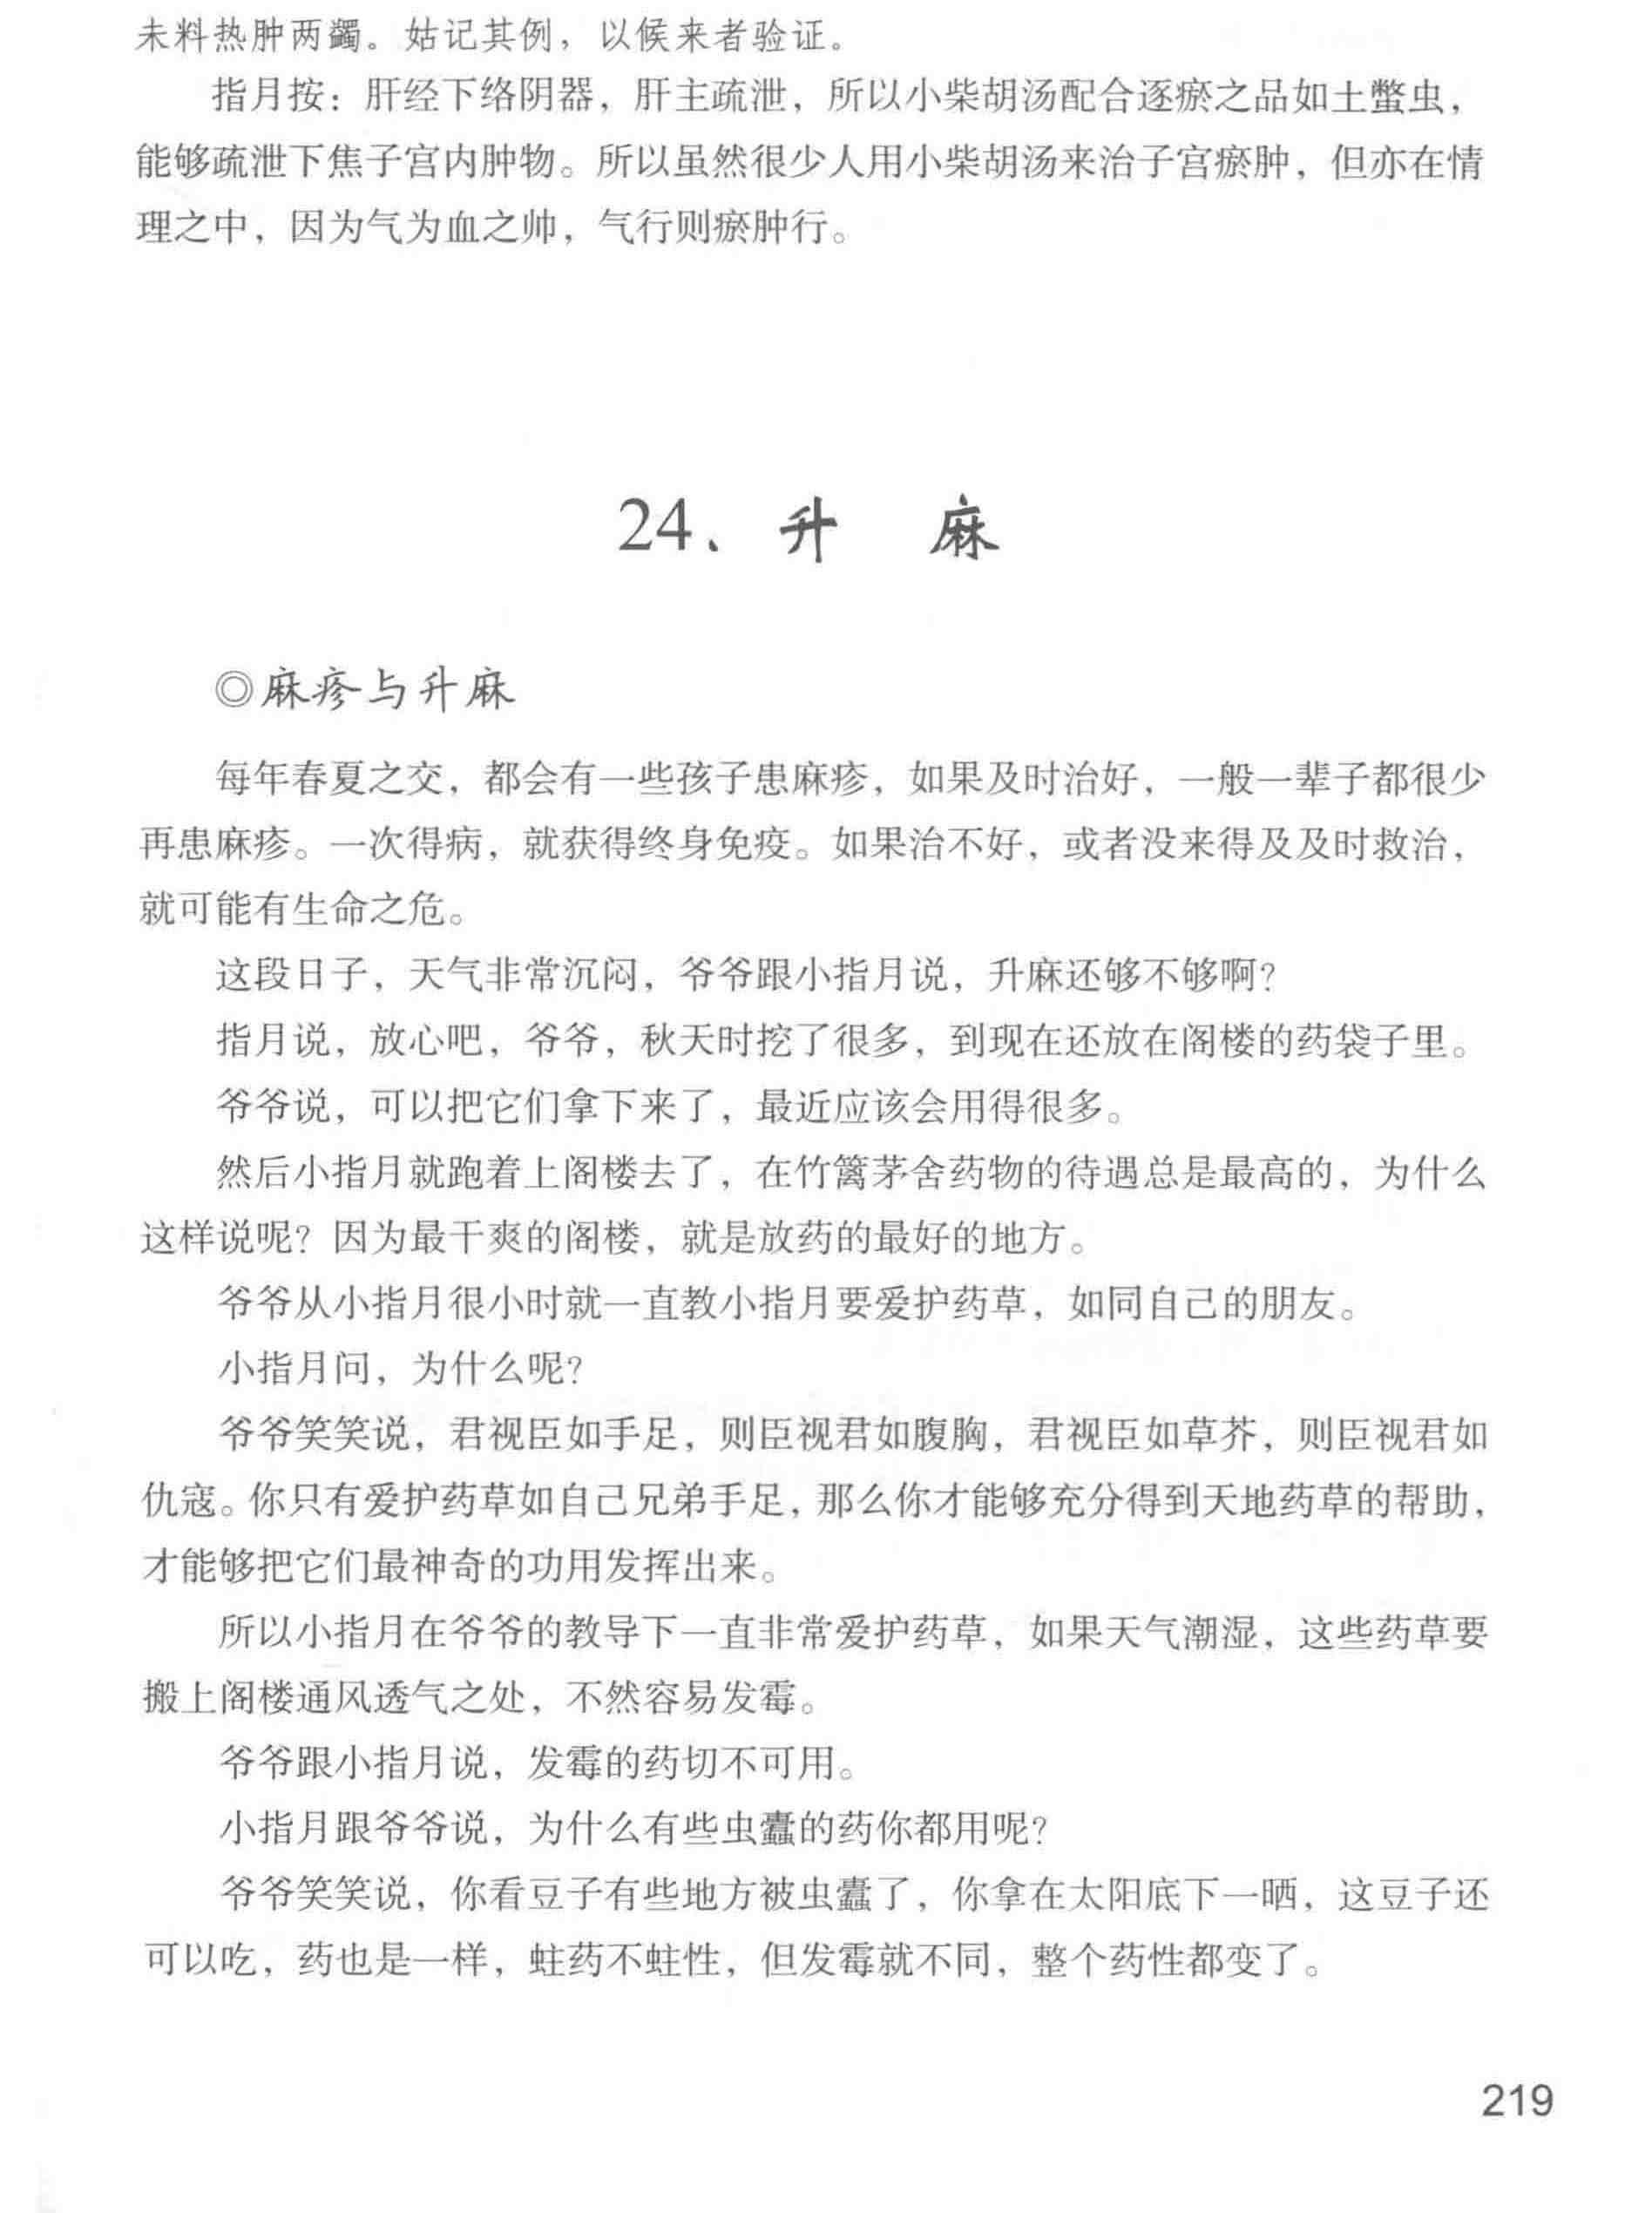 未料热肿两蠲。姑记其例，以候来者验证。
指月按：肝经下络阴器，肝主疏泄，所以小柴胡汤配合逐瘀之品如土蟞虫，
能够疏泄下焦子宫内肿物。所以虽然很少人用小柴胡汤来治子宫瘀肿，但亦在情
理之中，因为气为血之帅，气行则瘀肿行。
24、升 麻
◎麻疹与升麻
每年春夏之交，都会有一些孩子患麻疹，如果及时治好，一般一辈子都很少
再患麻疹。一次得病，就获得终身免疫。如果治不好，或者没来得及及时救治，
就可能有生命之危。
这段日子，天气非常沉闷，爷爷跟小指月说，升麻还够不够啊？
指月说，放心吧，爷爷，秋天时挖了很多，到现在还放在阁楼的药袋子里。
爷爷说，可以把它们拿下来了，最近应该会用得很多。
然后小指月就跑着上阁楼去了，在竹篱茅舍药物的待遇总是最高的，为什么
这样说呢？因为最干爽的阁楼，就是放药的最好的地方。
爷爷从小指月很小时就一直教小指月要爱护药草，如同自己的朋友。
小指月问，为什么呢？
爷爷笑笑说，君视臣如手足，则臣视君如腹胸，君视臣如草芥，则臣视君如
仇寇。你只有爱护药草如自己兄弟手足，那么你才能够充分得到天地药草的帮助，
才能够把它们最神奇的功用发挥出来。
所以小指月在爷爷的教导下一直非常爱护药草，如果天气潮湿，这些药草要
搬上阁楼通风透气之处，不然容易发霉。
爷爷跟小指月说，发霉的药切不可用。
小指月跟爷爷说，为什么有些虫蠹的药你都用呢？
爷爷笑笑说，你看豆子有些地方被虫蠹了，你拿在太阳底下一晒，这豆子还
可以吃，药也是一样，蛀药不蛀性，但发霉就不同，整个药性都变了。
219